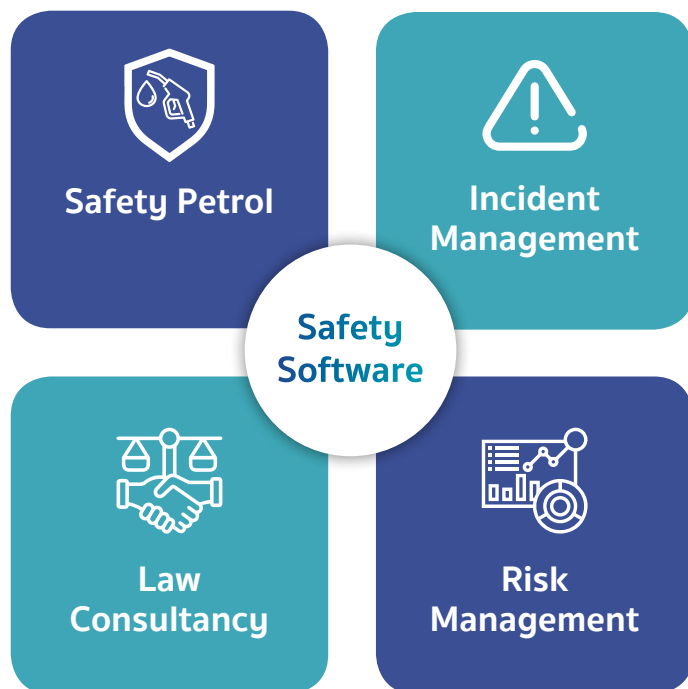 Safety Petrol
Incident
Management
Safety
Software
Law
Consultancy
Risk
Management